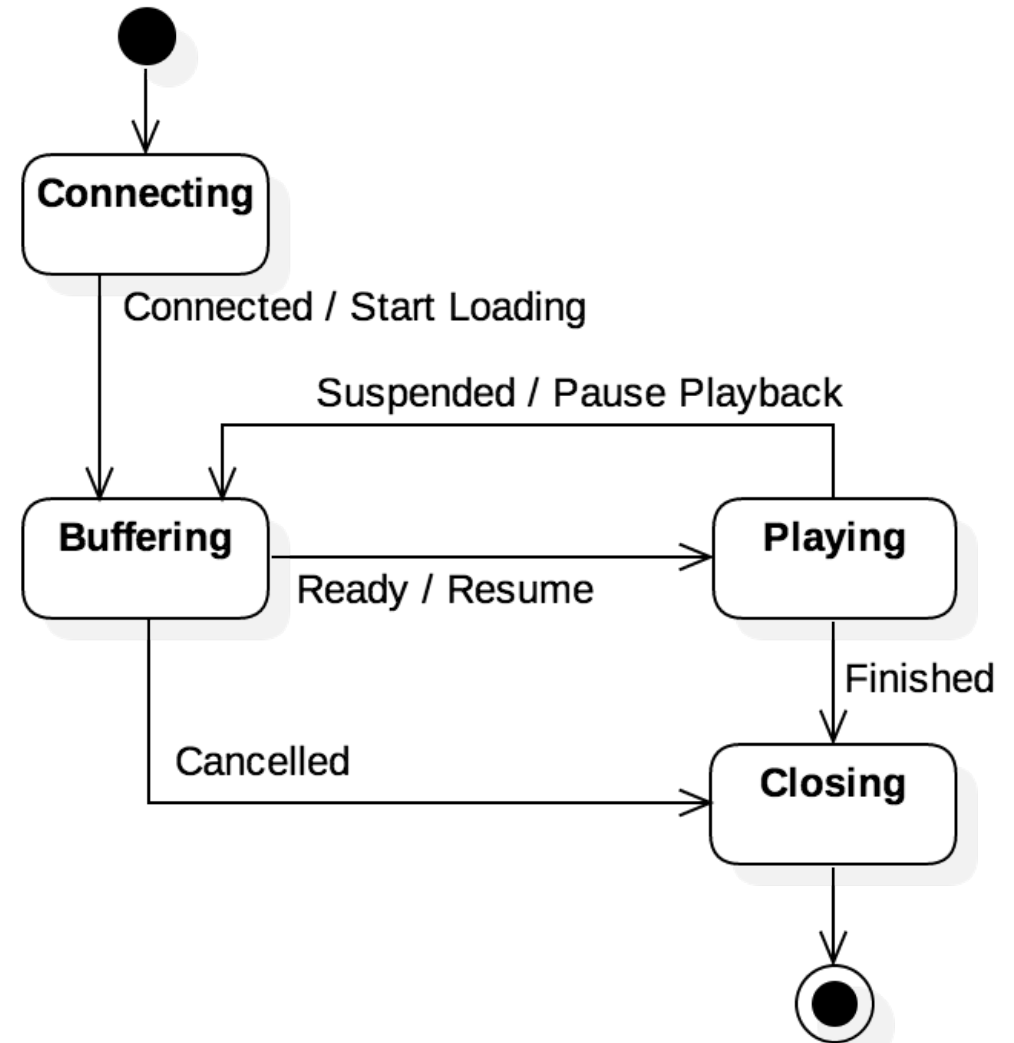 Connecting
Connected / Start Loading
Suspended / Pause Playback
Buffering
Playing
Ready / Resume
Finished
Cancelled
Closing